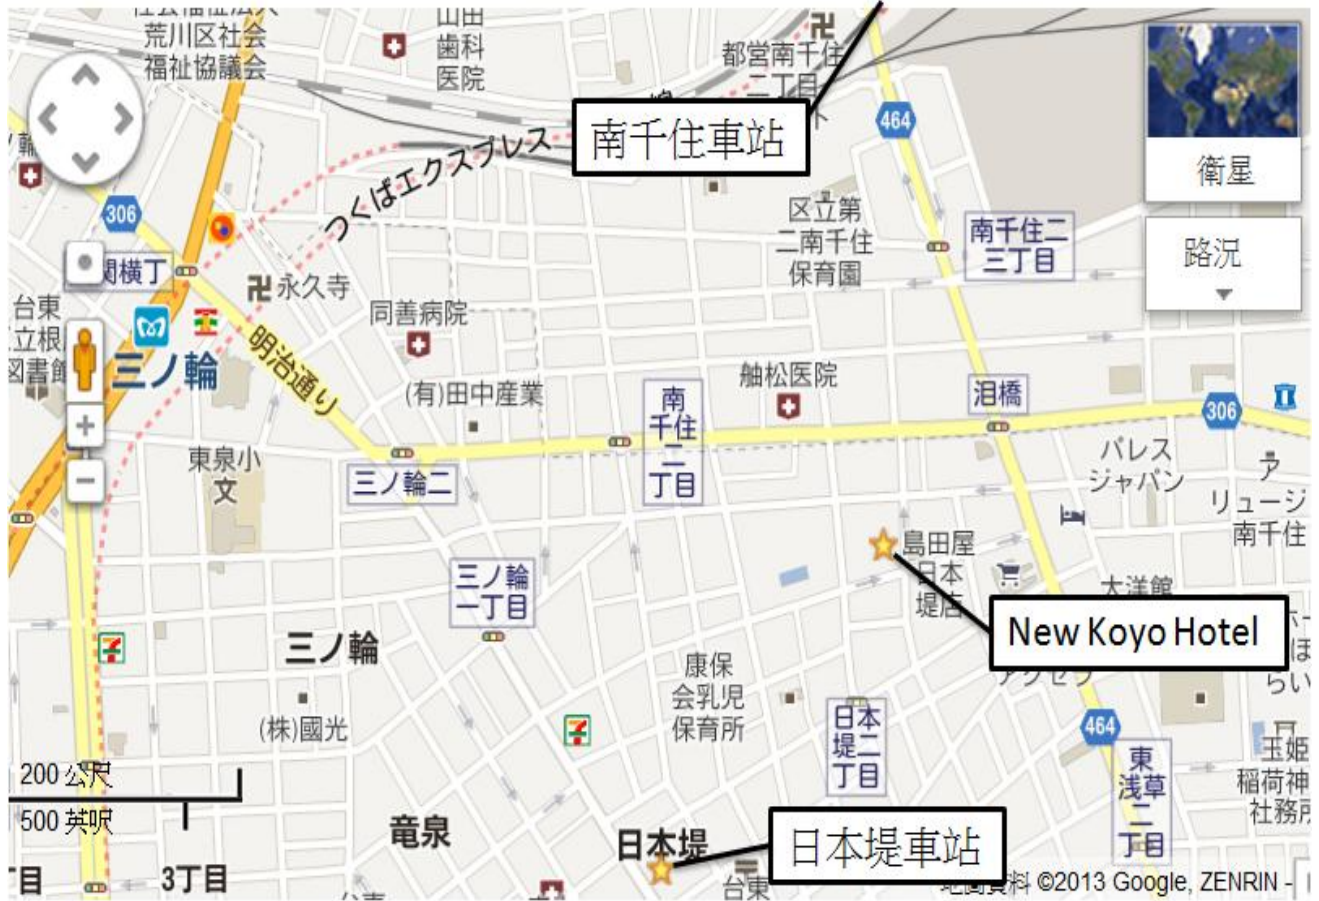 荒川区社会
福祉協議会
山田
歯科
医院
都営南千住
二丁目
464
南千住車站
つくばエクスプレス
衛星
306
区立第
二南千住
保育園
南千住二
三丁目
路況
関横丁
卍永久寺
台東
立根
図書館
同善病院
明治通り
三ノ輪
(有)田中産業
南
千住
二
丁目
舳松医院
泪橋
306
東泉小
文
三ノ輪二
パレス
ジャパン
ア
リュージ
南千住
島田屋
日本
堤店
三ノ輪
一丁目
大洋館
New Koyo Hotel
三ノ輪
康保
会乳児
保育所
(株)國光
日本
堤二
丁目
464
東
浅草
二
丁目
玉姫
稲荷神
社務所
200 公尺
500 英呎
竜泉
日本堤
日本堤車站
3丁目
台東
©2013 Google, ZENRIN -